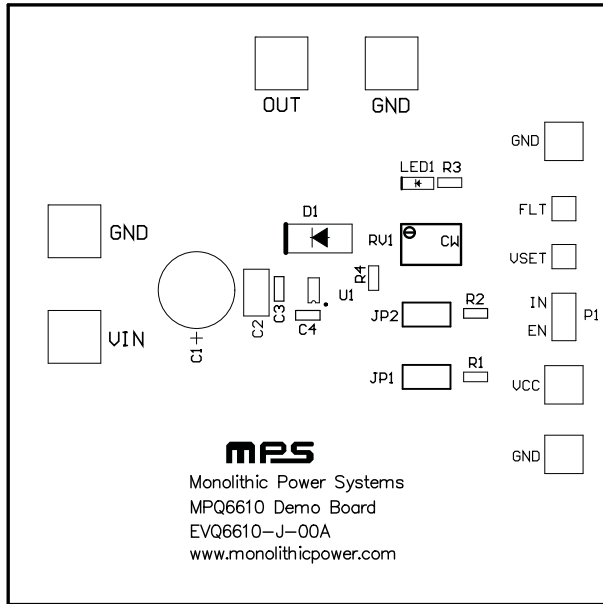 OUT
GND
GND
LED1
R3
FLT
D1
GND
RV1
CW
VSET
R4
U1
C3
C2
C4
C1+
JP2
R2
IN
EN
P1
VIN
JP1
R1
VCC
GND
mps
Monolithic Power Systems
MPQ6610 Demo Board
EVQ6610-J-00A
www.monolithicpower.com